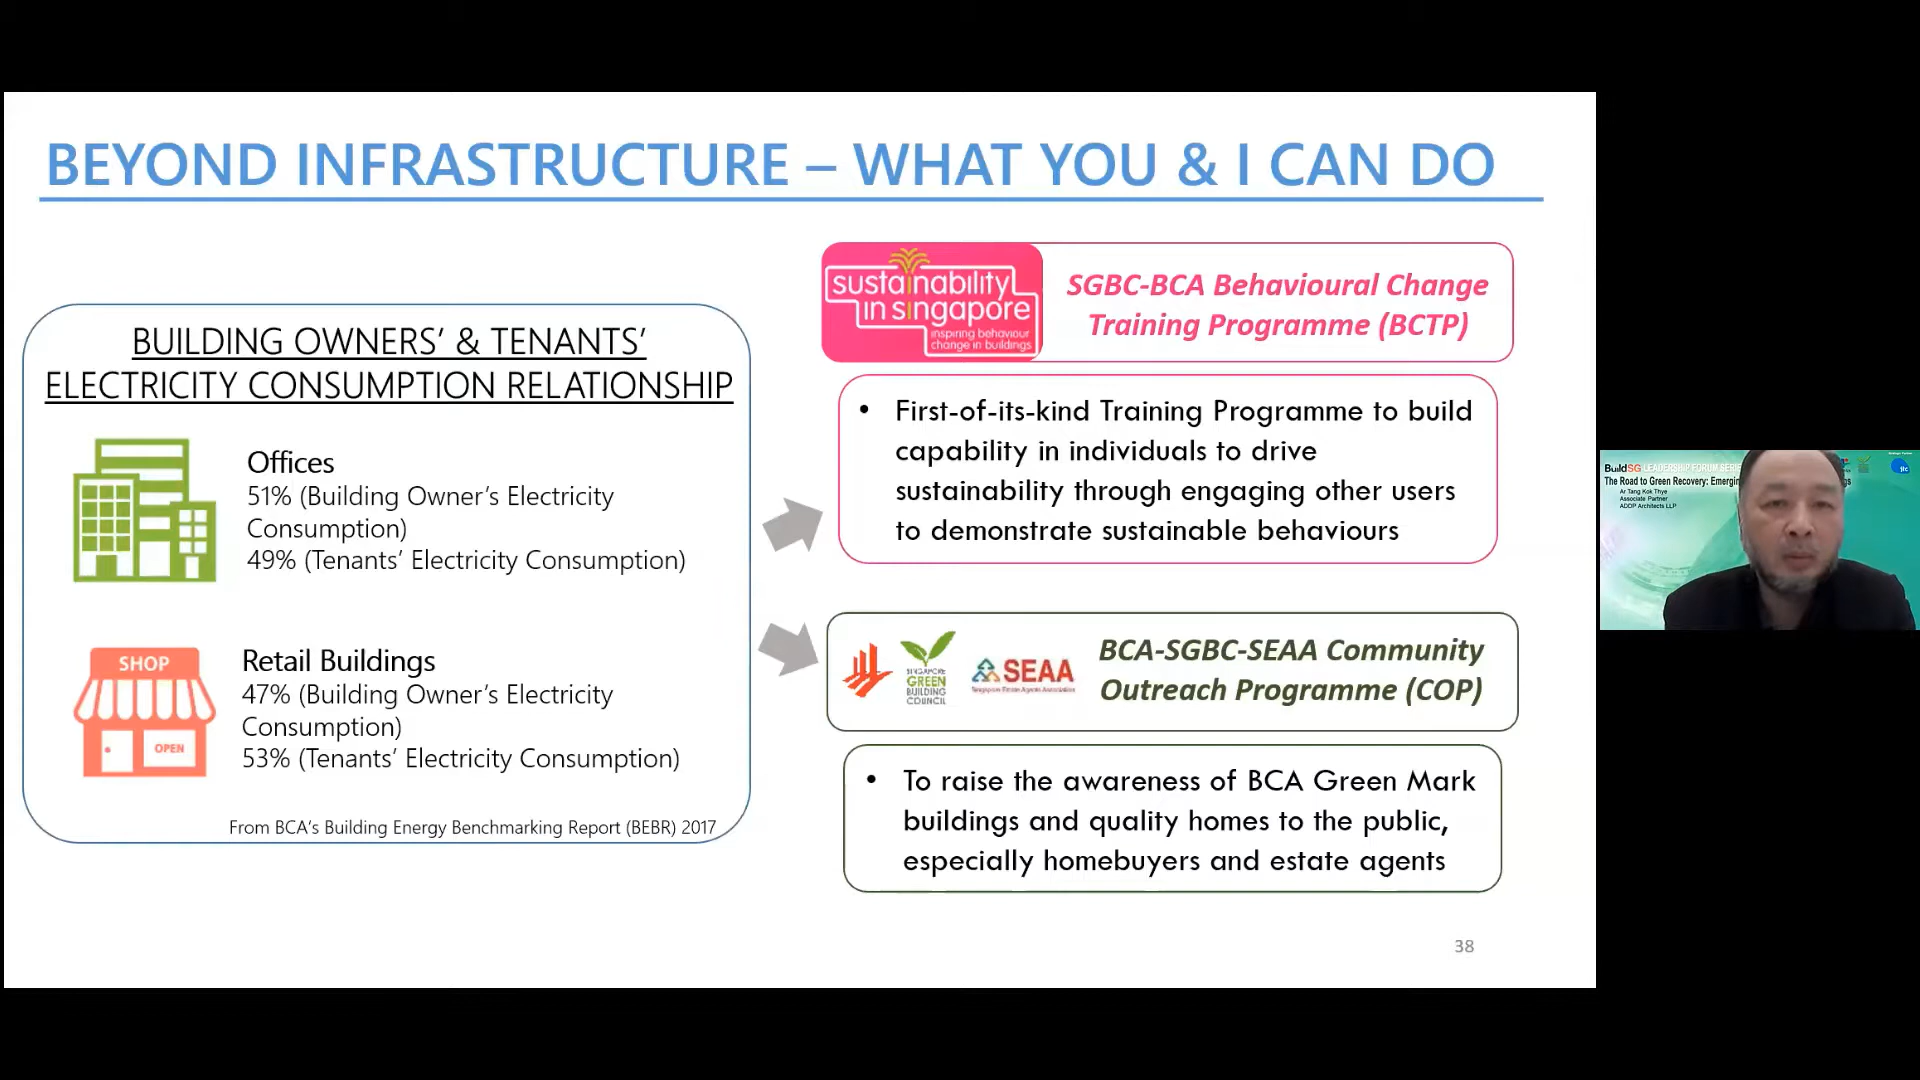 BEYOND INFRASTRUCTURE – WHAT YOU & I CAN DO
BUILDING OWNERS’ & TENANTS’
ELECTRICITY CONSUMPTION RELATIONSHIP
Offices
51% (Building Owner’s Electricity
Consumption)
49% (Tenants’ Electricity Consumption)
SHOP
OPEN
Retail Buildings
47% (Building Owner’s Electricity
Consumption)
53% (Tenants’ Electricity Consumption)
From BCA’s Building Energy Benchmarking Report (BEBR) 2017
sustainability
in singapore
inspiring behaviour
change in buildings
SGBC-BCA Behavioural Change
Training Programme (BCTP)
• First-of-its-kind Training Programme to build
capability in individuals to drive
sustainability through engaging other users
to demonstrate sustainable behaviours
SINGAPORE
GREEN
BUILDING
COUNCIL
SEAA
Singapore Estate Agents Association
BCA-SGBC-SEAA Community
Outreach Programme (COP)
• To raise the awareness of BCA Green Mark
buildings and quality homes to the public,
especially homebuyers and estate agents
38
BuildSG LEADERSHIP FORUM SERIE
The Road to Green Recovery: Emergin
Ar Tang Kok Thye
Associate Partner
ADDP Architects LLP
jtc